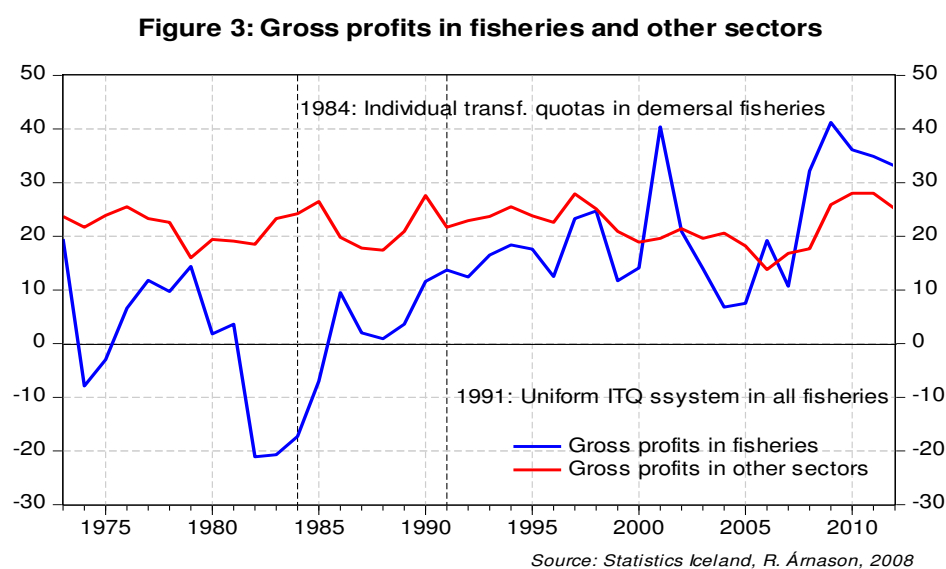 Figure 3: Gross profits in fisheries and other sectors
50 50
1984: Individual transf. quotas in demersal fisheries
40 40
30 30
20 20
10 10
0 0
-10 1991: Uniform ITQ ssystem in all fisheries -10
Gross profits in fisheries
-20 -20
Gross profits in other sectors
-30 -30
1975 1980 1985 1990 1995 2000 2005 2010
Source: Statistics Iceland, R. Árnason, 2008